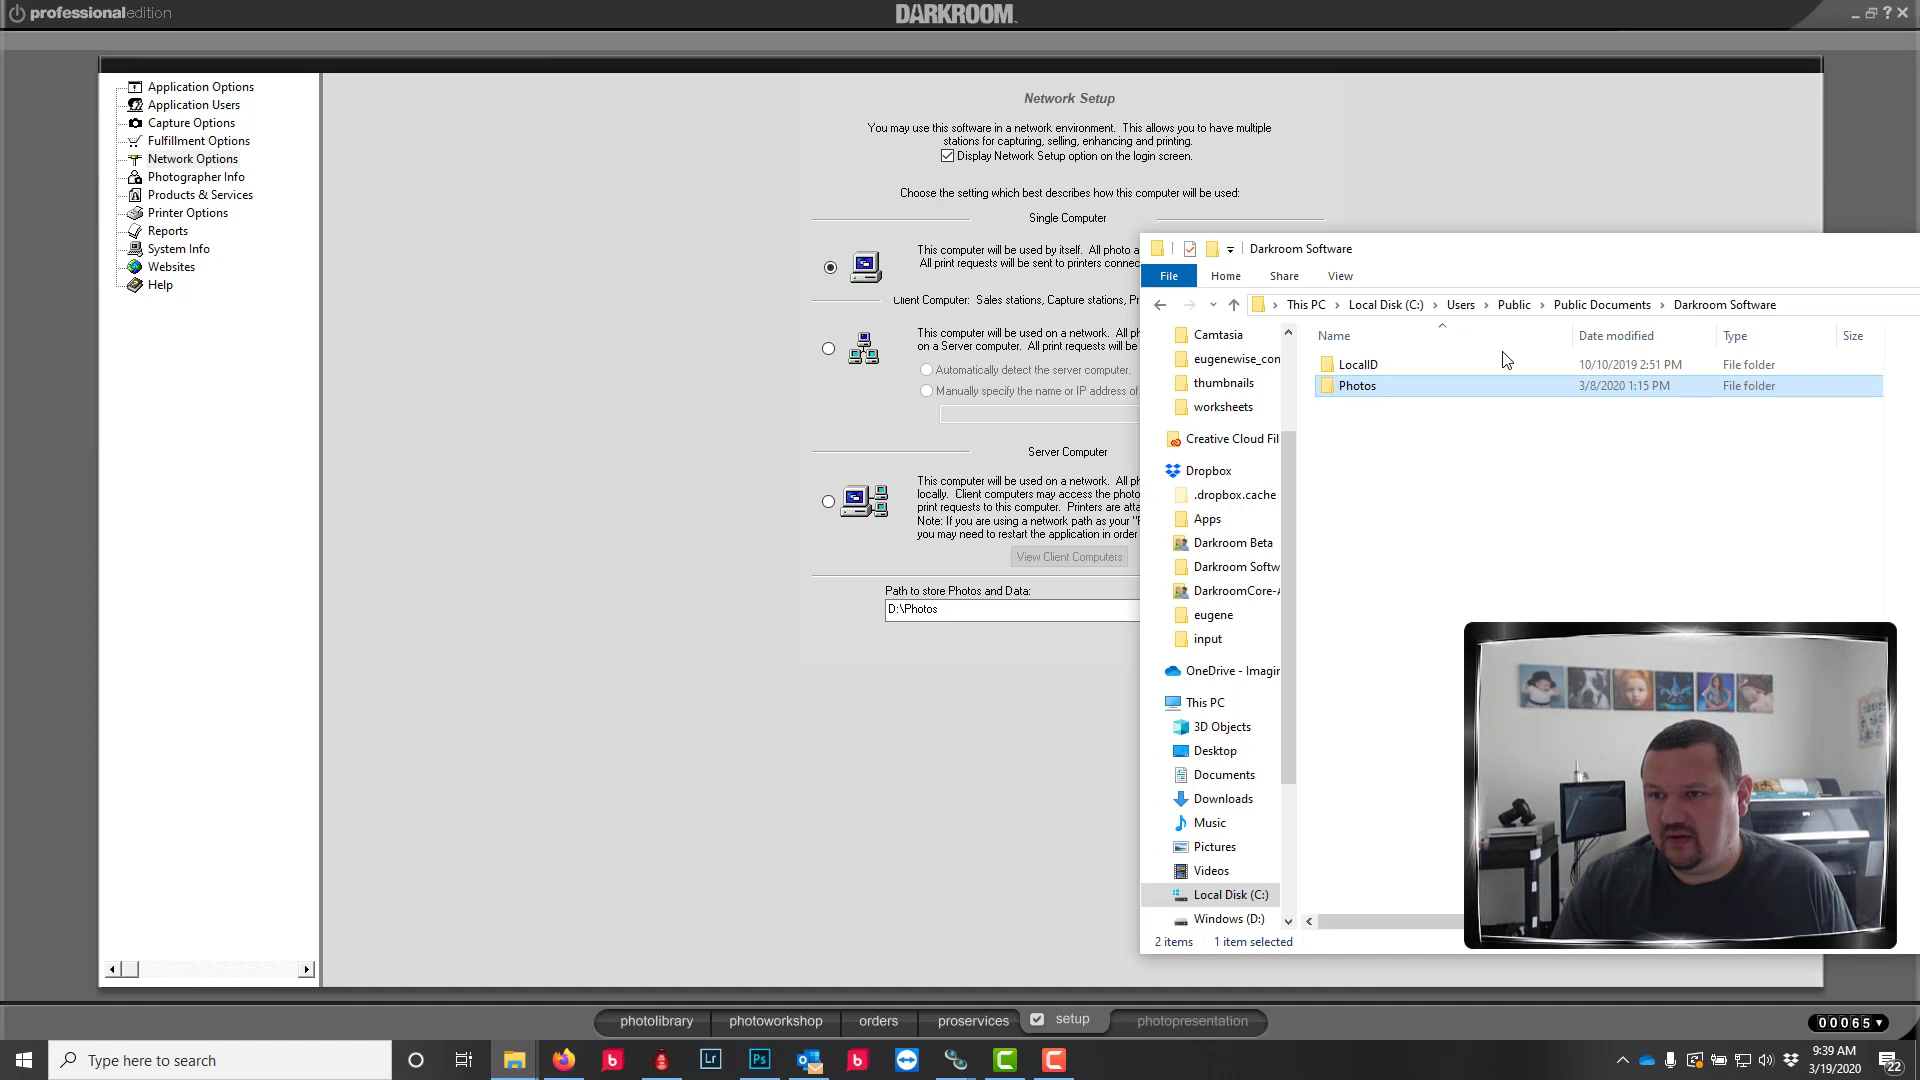 professionaledition
DARKROOM
Application Options
Application Users
Capture Options
Fulfillment Options
Network Options
Photographer Info
Products & Services
Printer Options
Reports
System Info
Websites
Help
Network Setup
You may use this software in a network environment. This allows you to have multiple
stations for capturing, selling, enhancing and printing.
Display Network Setup option on the login screen.
Choose the setting which best describes how this computer will be used:
Single Computer
This computer will be used by itself. All photo a
All print requests will be sent to printers connec
Client Computer: Sales stations, Capture stations, Pr
This computer will be used on a network. All ph
on a Server computer. All print requests will be
Automatically detect the server computer.
Manually specify the name or IP address of
Server Computer
This computer will be used on a network. All ph
locally. Client computers may access the photo
print requests to this computer. Printers are atta
Note: If you are using a network path as your "F
you may need to restart the application in order
View Client Computers
Path to store Photos and Data:
D:\Photos
Darkroom Software
File Home Share View
This PC Local Disk (C:) Users Public Public Documents Darkroom Software
Name Date modified Type Size
LocalID 10/10/2019 2:51 PM File folder
Photos 3/8/2020 1:15 PM File folder
Camtasia
eugenewise_con
thumbnails
worksheets
Creative Cloud Fil
Dropbox
.dropbox.cache
Apps
Darkroom Beta
Darkroom Softw
DarkroomCore-A
eugene
input
OneDrive - Imagin
This PC
3D Objects
Desktop
Documents
Downloads
Music
Pictures
Videos
Local Disk (C:)
Windows (D:)
2 items 1 item selected
photolibrary photoworkshop orders proservices setup photopresentation
00065
Type here to search
Lr
Ps
9:39 AM
3/19/2020
22